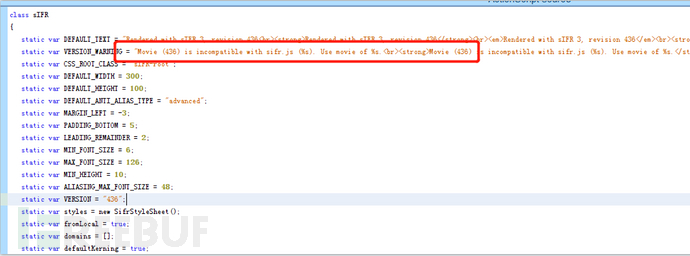 class sIFR
{
static var DEFAULT_TEXT = "Rendered with sIFR 3, revision 436<br><strong>Rendered with sIFR 3, revision 436</strong><br><em>Rendered with sIFR 3, revision 436</em><br><stro
static var VERSION_WARNING = "Movie (436) is incompatible with sifr.js (%s). Use movie of %s.<br><strong>Movie (436) is incompatible with sifr.js (%s). Use movie of %s.</st
static var CSS_ROOT_CLASS = "sIFR-root";
static var DEFAULT_WIDTH = 300;
static var DEFAULT_HEIGHT = 100;
static var DEFAULT_ANTI_ALIAS_TYPE = "advanced";
static var MARGIN_LEFT = -3;
static var PADDING_BOTTOM = 5;
static var LEADING_REMAINDER = 2;
static var MIN_FONT_SIZE = 6;
static var MAX_FONT_SIZE = 126;
static var MIN_HEIGHT = 10;
static var ALIASING_MAX_FONT_SIZE = 48;
static var VERSION = "436";
static var styles = new SifrStyleSheet();
static var fromLocal = true;
static var domains = [];
static var defaultKerning = true;
REEBUF